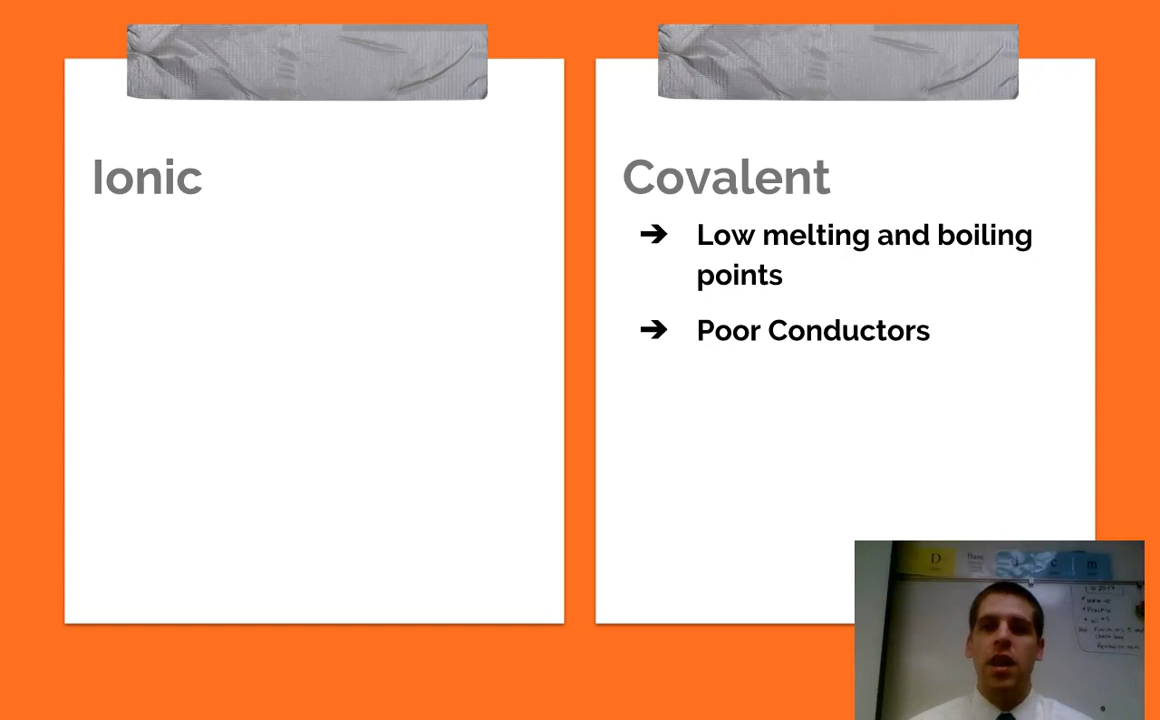 Ionic
Covalent
➔ Low melting and boiling
points
➔ Poor Conductors
D
c
m